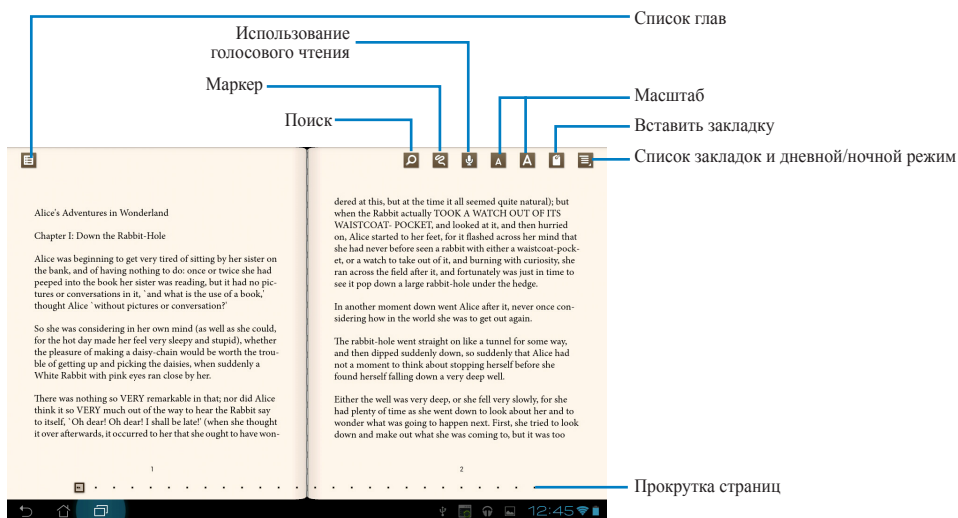 Список глав
Использование
голосового чтения
Маркер
Масштаб
Поиск
Вставить закладку
Список закладок и дневной/ночной режим
A A
Alice's Adventures in Wonderland
Chapter I: Down the Rabbit-Hole
Alice was beginning to get very tired of sitting by her sister on
the bank, and of having nothing to do: once or twice she had
peeped into the book her sister was reading, but it had no pic-
tures or conversations in it, `and what is the use of a book,'
thought Alice `without pictures or conversation?'
So she was considering in her own mind (as well as she could,
for the hot day made her feel very sleepy and stupid), whether
the pleasure of making a daisy-chain would be worth the trou-
ble of getting up and picking the daisies, when suddenly a
White Rabbit with pink eyes ran close by her.
There was nothing so VERY remarkable in that; nor did Alice
think it so VERY much out of the way to hear the Rabbit say
to itself, `Oh dear! Oh dear! I shall be late!' (when she thought
it over afterwards, it occurred to her that she ought to have won-
1
dered at this, but at the time it all seemed quite natural); but
when the Rabbit actually TOOK A WATCH OUT OF ITS
WAISTCOAT- POCKET, and looked at it, and then hurried
on, Alice started to her feet, for it flashed across her mind that
she had never before seen a rabbit with either a waistcoat-pock-
et, or a watch to take out of it, and burning with curiosity, she
ran across the field after it, and fortunately was just in time to
see it pop down a large rabbit-hole under the hedge.
In another moment down went Alice after it, never once con-
sidering how in the world she was to get out again.
The rabbit-hole went straight on like a tunnel for some way,
and then dipped suddenly down, so suddenly that Alice had
not a moment to think about stopping herself before she
found herself falling down a very deep well.
Either the well was very deep, or she fell very slowly, for she
had plenty of time as she went down to look about her and to
wonder what was going to happen next. First, she tried to look
down and make out what she was coming to, but it was too
2
Прокрутка страниц
12:45